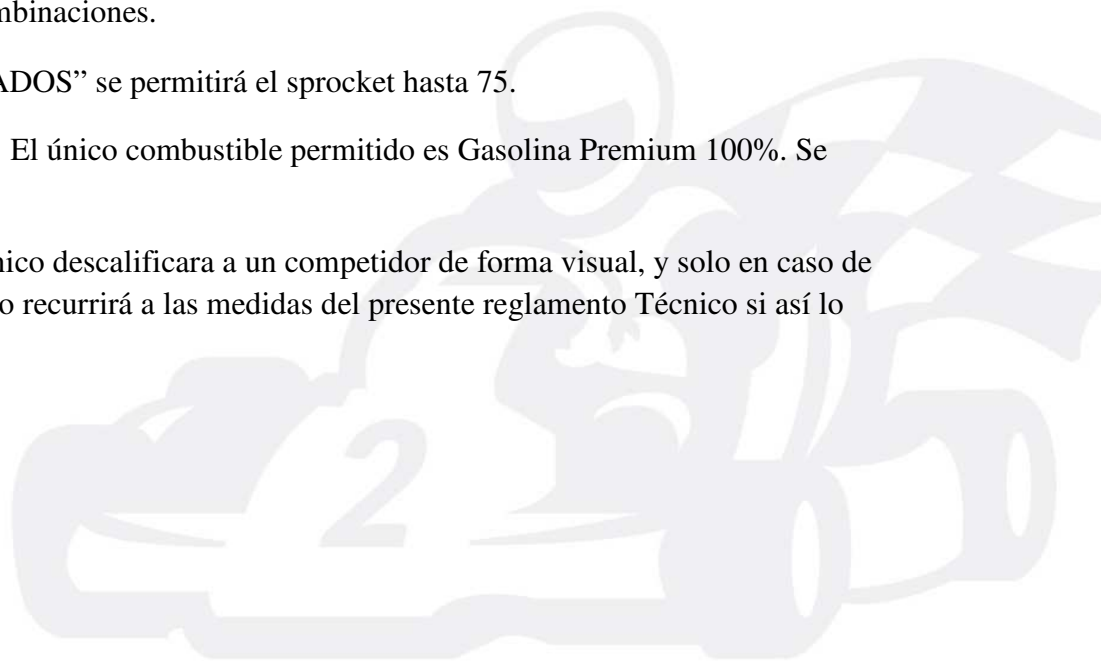 mbinaciones.
ADOS” se permitirá el sprocket hasta 75.
El único combustible permitido es Gasolina Premium 100%. Se
nico descalificara a un competidor de forma visual, y solo en caso de
o recurrirá a las medidas del presente reglamento Técnico si así lo
2